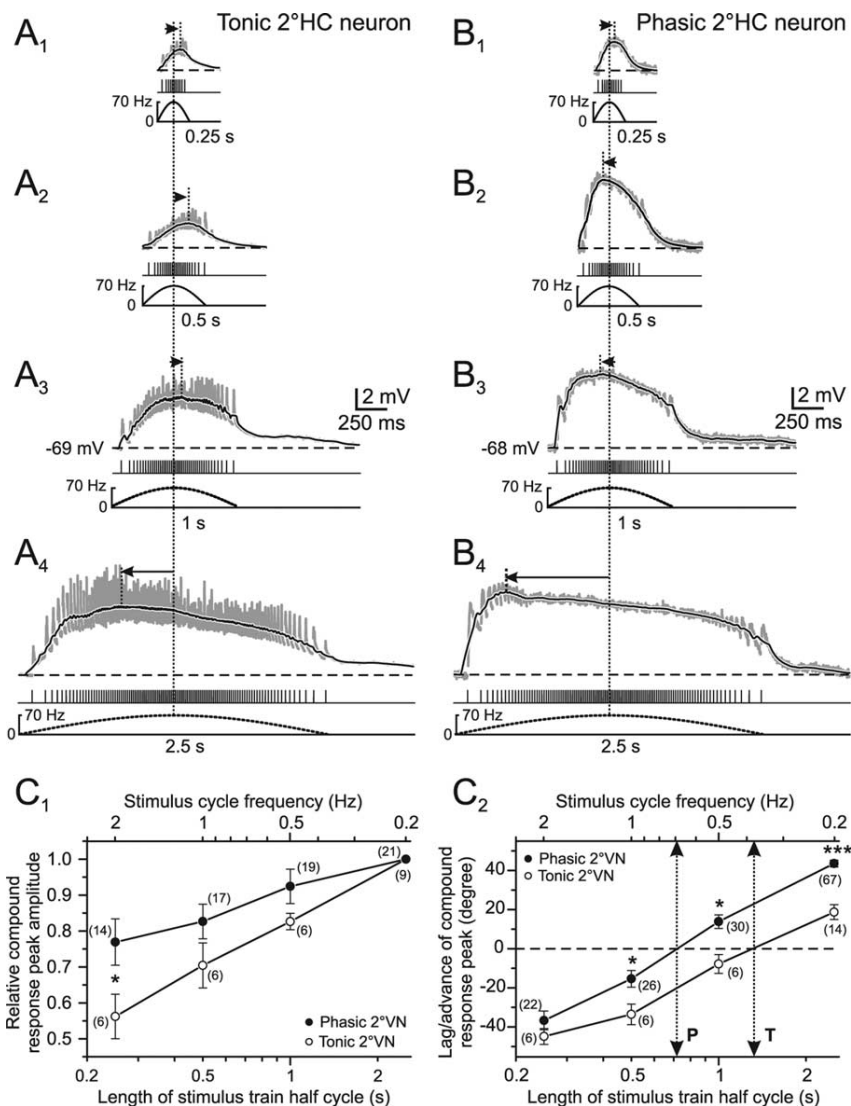 A1 Tonic 2°HC neuron
B1 Phasic 2°HC neuron
70 Hz
0
0.25 s
70 Hz
0
0.25 s
A2
B2
70 Hz
0
0.5 s
70 Hz
0
0.5 s
A3
2 mV
250 ms
-69 mV
70 Hz
0
1 s
B3
2 mV
250 ms
-68 mV
70 Hz
0
1 s
A4
70 Hz
0
2.5 s
B4
70 Hz
0
2.5 s
C1
Stimulus cycle frequency (Hz)
2 1 0.5 0.2
Relative compound
response peak amplitude
1.0
0.9
0.8
0.7
0.6
0.5
(14)
(17)
(19)
(21)
(9)
*
(6)
(6)
(6)
Phasic 2°VN
Tonic 2°VN
0.2 0.5 1 2
Length of stimulus train half cycle (s)
C2
Stimulus cycle frequency (Hz)
2 1 0.5 0.2
Lag/advance of compound
response peak (degree)
40
20
0
-20
-40
Phasic 2°VN
Tonic 2°VN
***
(67)
*
(30)
(14)
*
(26)
(22)
(6)
(6)
(6)
P
T
0.2 0.5 1 2
Length of stimulus train half cycle (s)